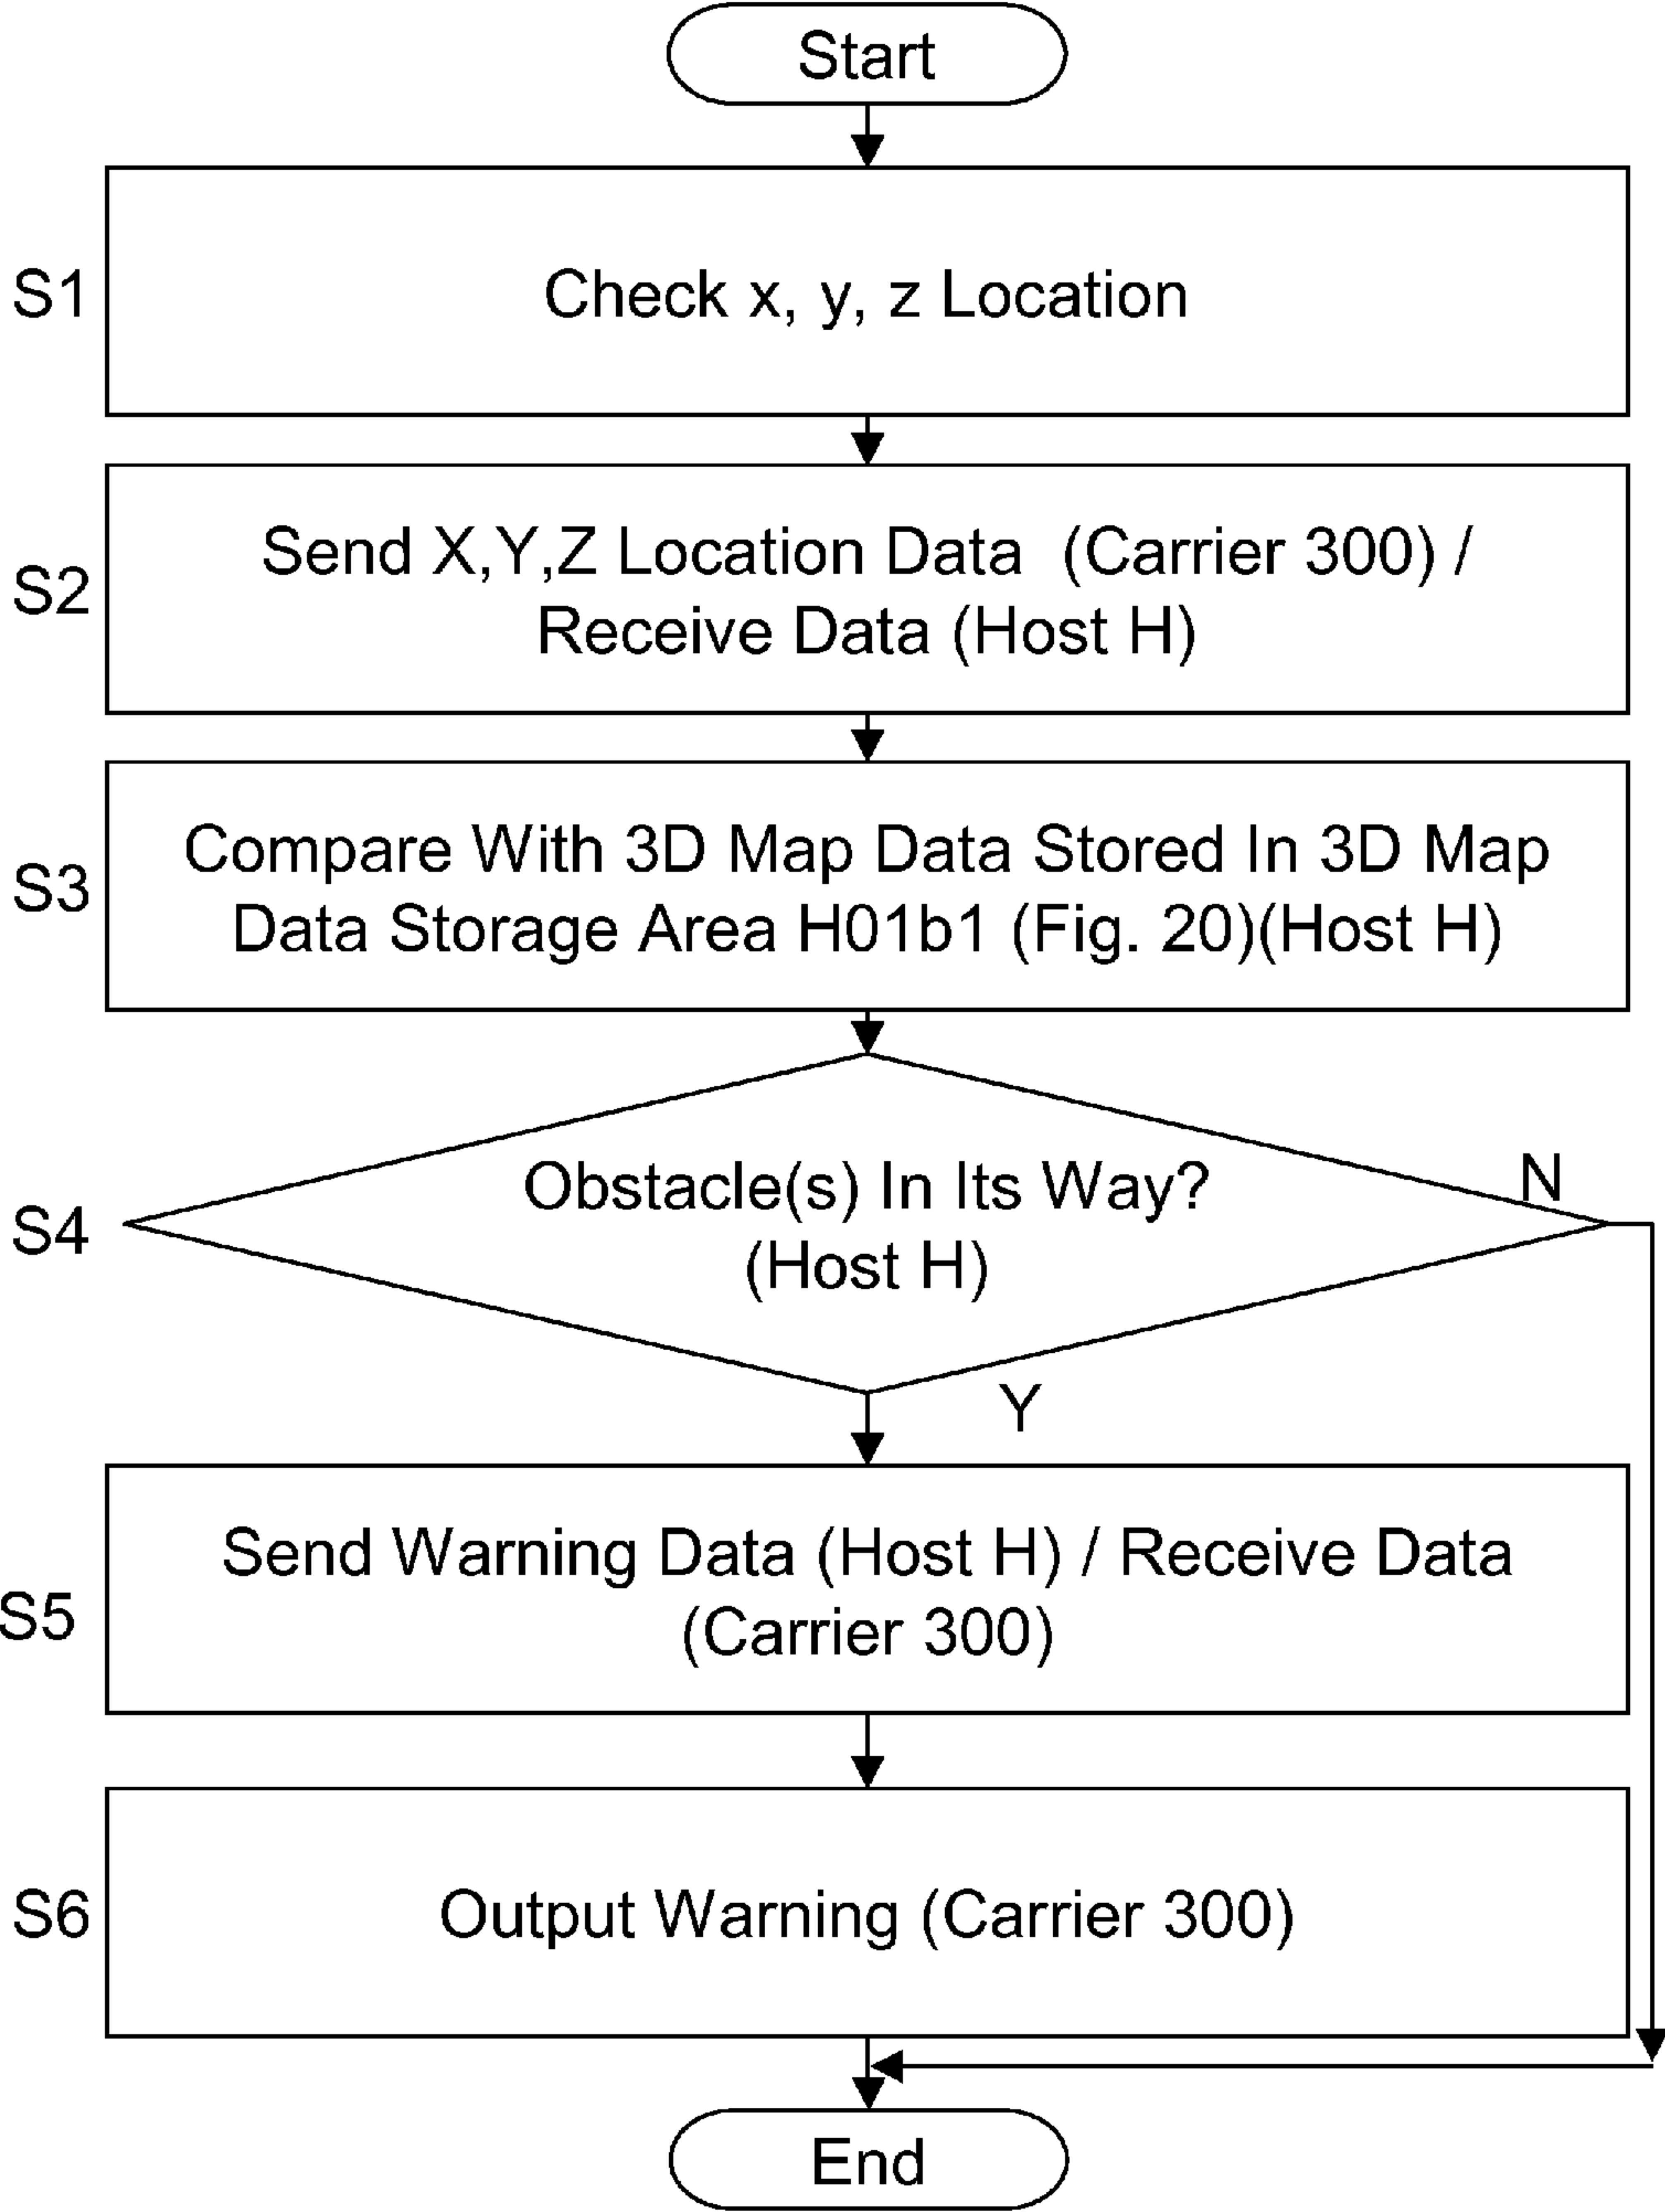 Start
S1
Check x, y, z Location
S2
Send X,Y,Z Location Data (Carrier 300) /
Receive Data (Host H)
S3
Compare With 3D Map Data Stored In 3D Map
Data Storage Area H01b1 (Fig. 20)(Host H)
S4
Obstacle(s) In Its Way?
(Host H)
N
Y
S5
Send Warning Data (Host H) / Receive Data
(Carrier 300)
S6
Output Warning (Carrier 300)
End